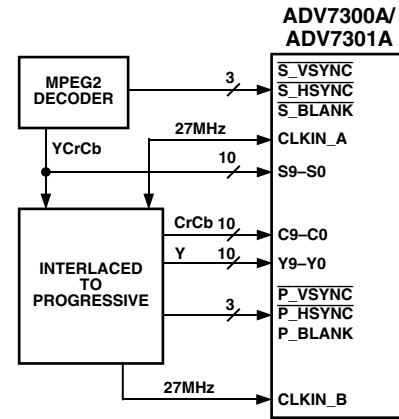 ADV7300A/
ADV7301A
MPEG2
DECODER
3
S_VSYNC
S_HSYNC
S_BLANK
27MHz
CLKIN_A
YCrCb
10
S9–S0
INTERLACED
TO
PROGRESSIVE
CrCb 10
C9–C0
Y 10
Y9–Y0
3
P_VSYNC
P_HSYNC
P_BLANK
27MHz
CLKIN_B